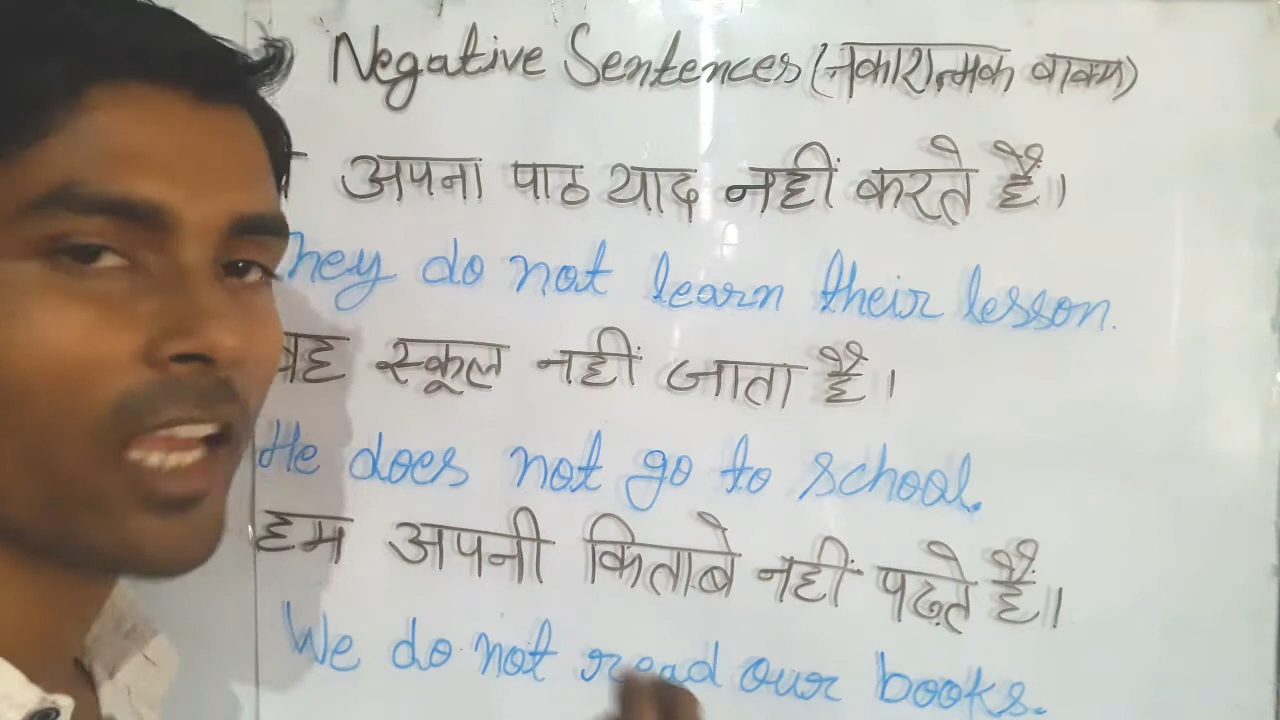 Negative Sentences (नकारात्मक वाक्य)
अपना पाठ याद नहीं करते हैं।
They do not learn their lesson.
वह स्कूल नहीं जाता है।
He does not go to school.
हम अपनी किताबे नहीं पढ़ते हैं।
We do not read our books.